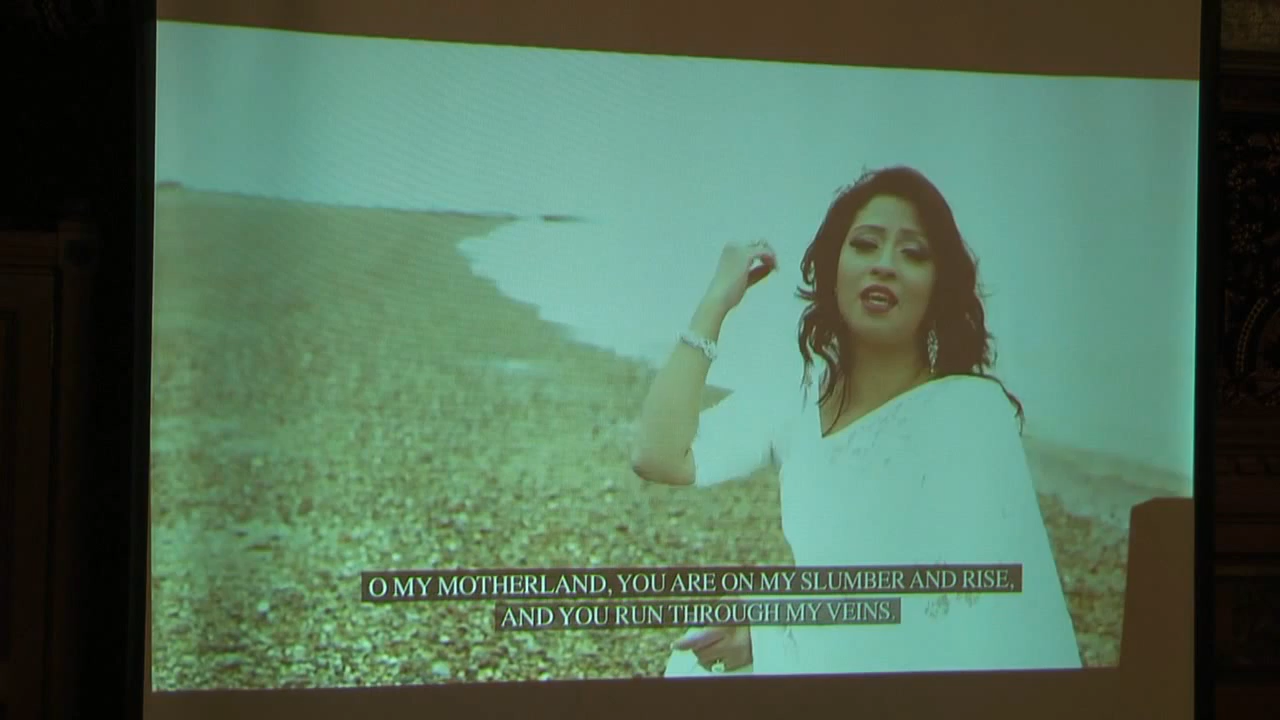 O MY MOTHERLAND, YOU ARE ON MY SLUMBER AND RISE,
AND YOU RUN THROUGH MY VEINS.